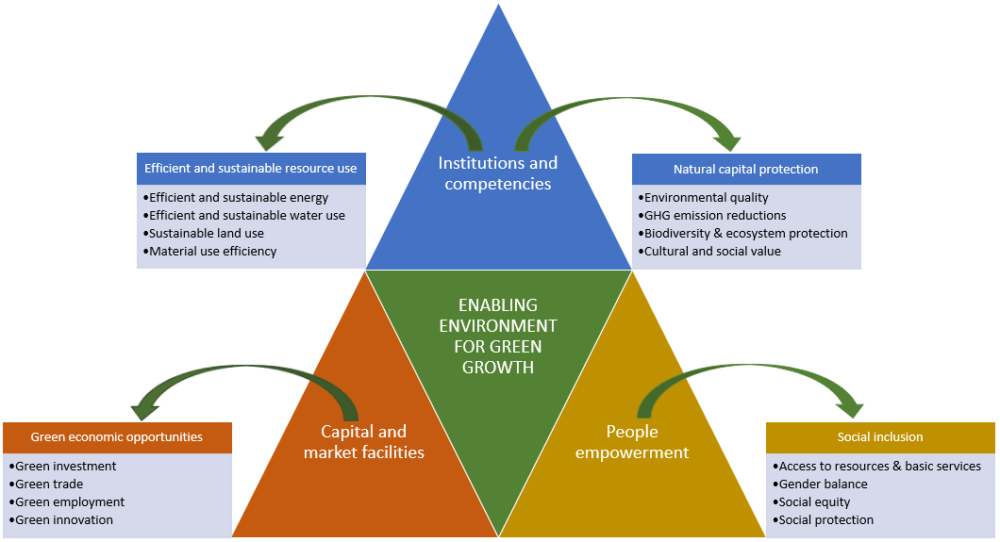 Institutions and
competencies
Efficient and sustainable resource use
•Efficient and sustainable energy
•Efficient and sustainable water use
•Sustainable land use
•Material use efficiency
Natural capital protection
•Environmental quality
•GHG emission reductions
•Biodiversity & ecosystem protection
•Cultural and social value
ENABLING
ENVIRONMENT
FOR GREEN
GROWTH
Capital and
market facilities
People
empowerment
Green economic opportunities
•Green investment
•Green trade
•Green employment
•Green innovation
Social inclusion
•Access to resources & basic services
•Gender balance
•Social equity
•Social protection